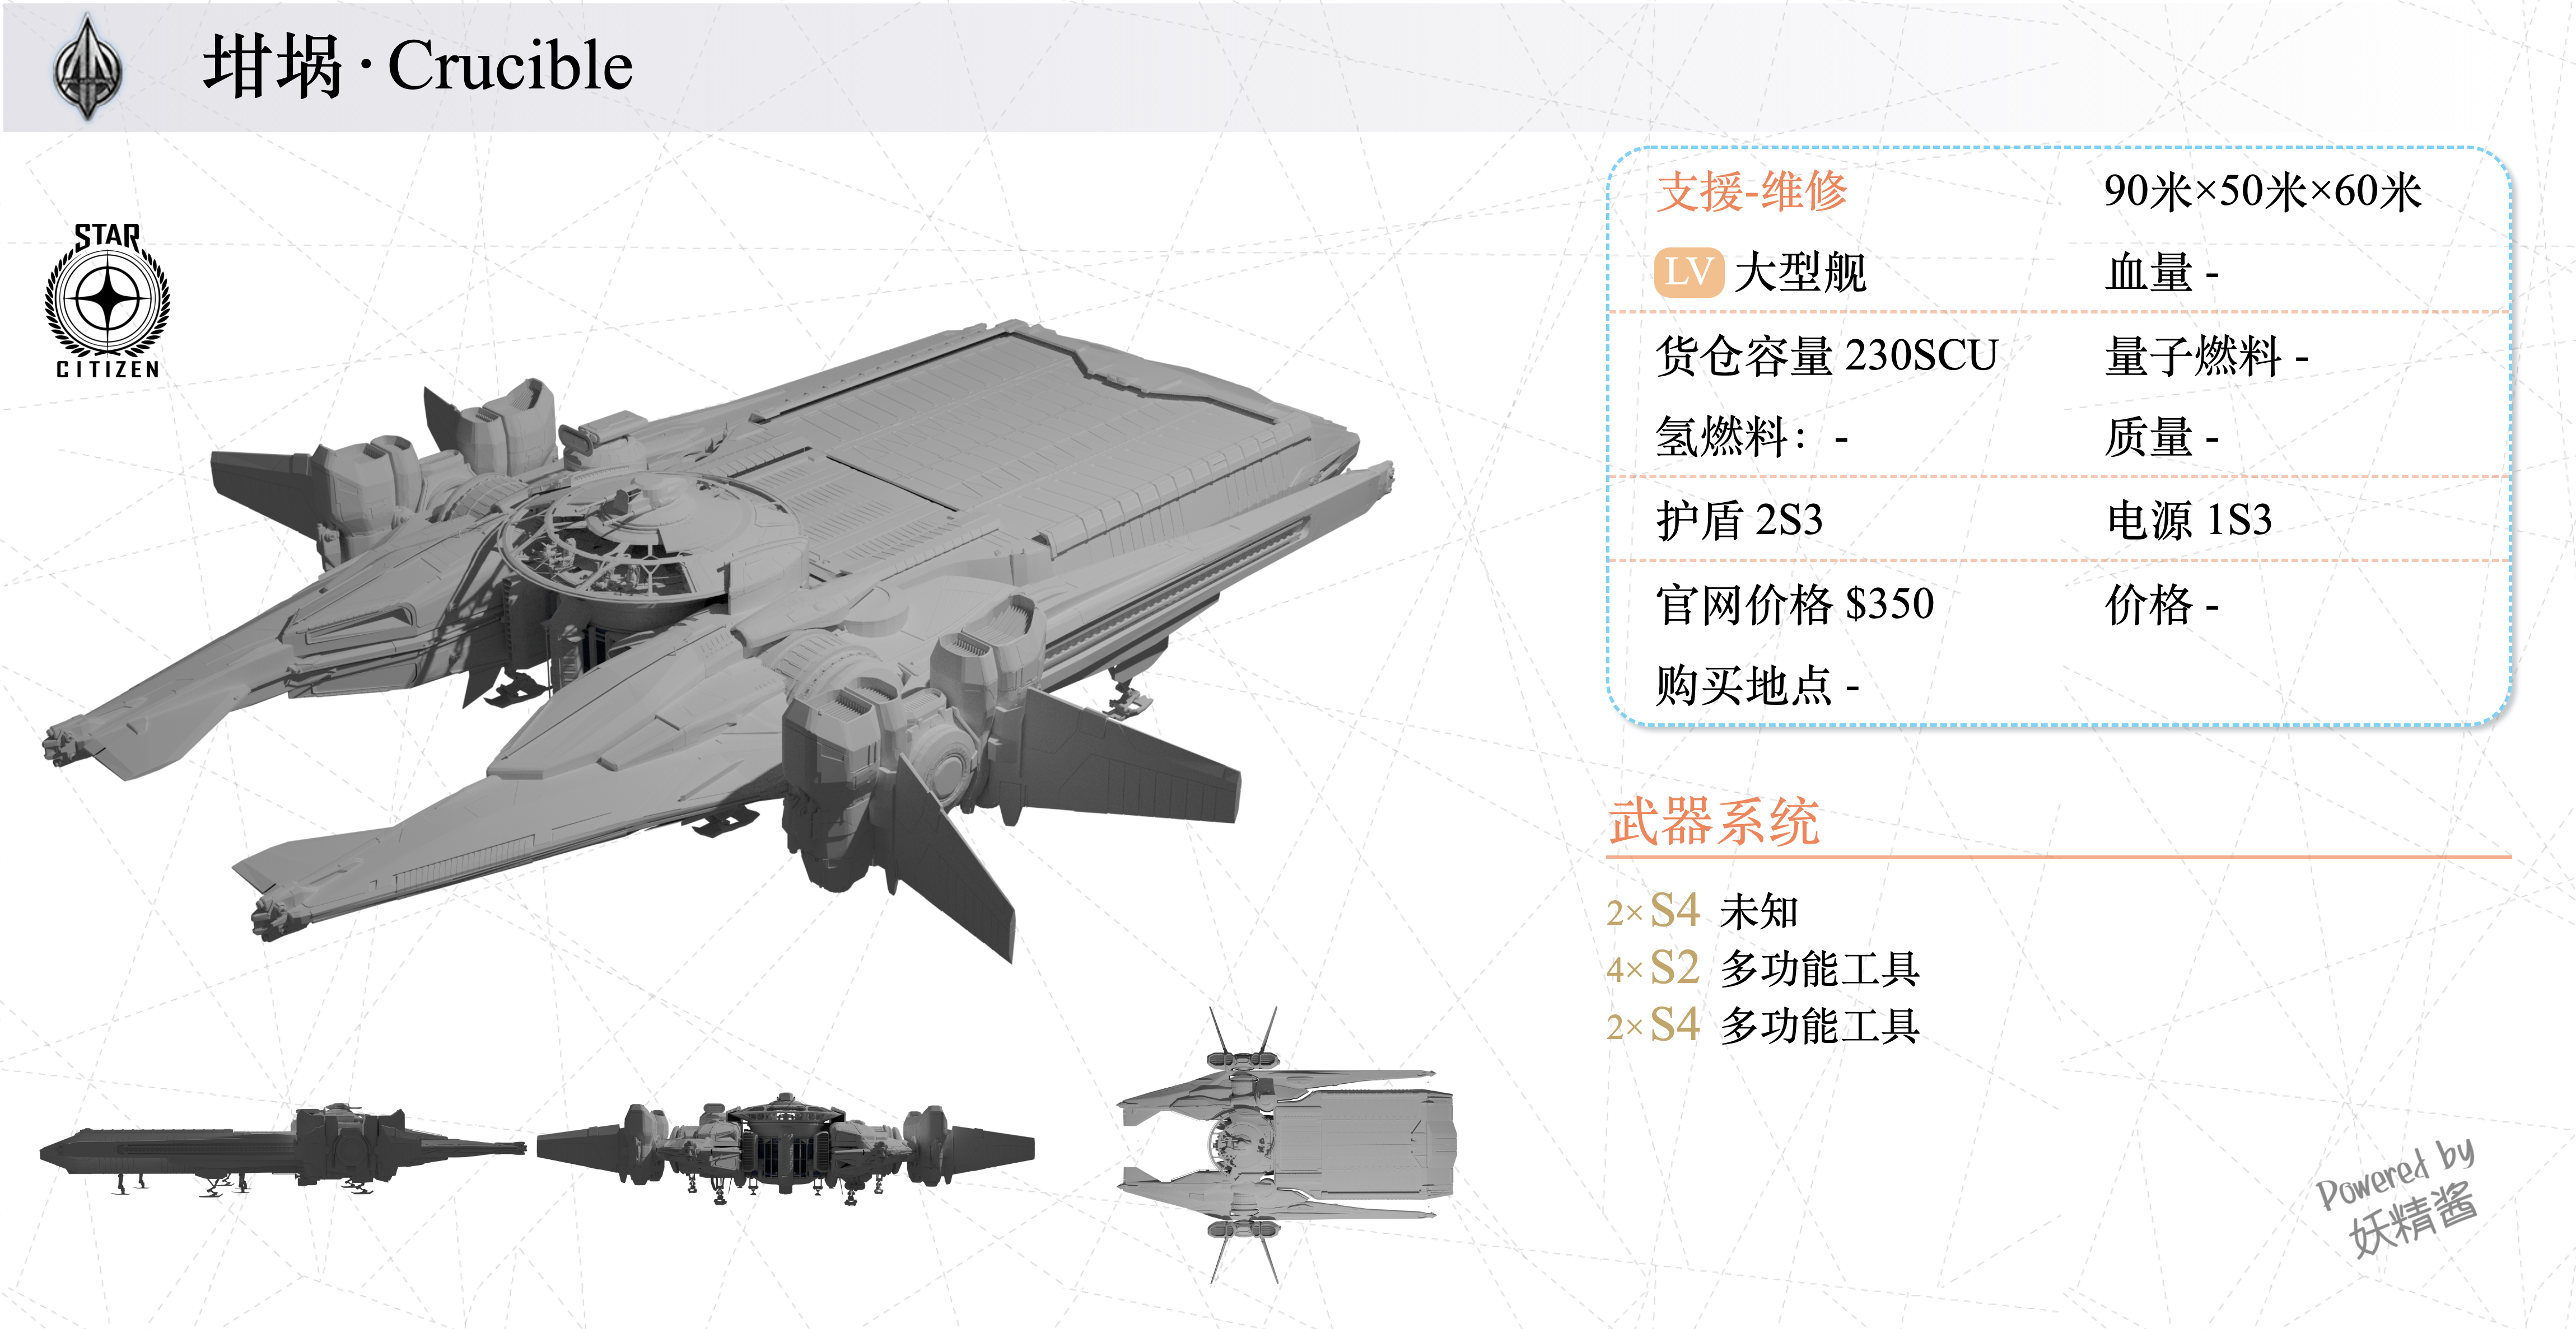 坩埚·Crucible
STAR
CITIZEN
支援-维修
90米×50米×60米
LV 大型舰
血量 -
货仓容量 230SCU
量子燃料 -
氢燃料：-
质量 -
护盾 2S3
电源 1S3
官网价格 $350
价格 -
购买地点 -
武器系统
2× S4 未知
4× S2 多功能工具
2× S4 多功能工具
Powered by
妖精酱